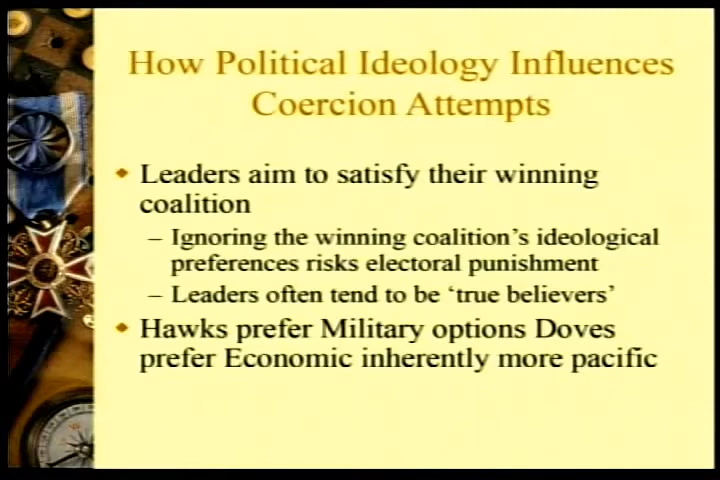 How Political Ideology Influences
Coercion Attempts
Leaders aim to satisfy their winning
coalition
– Ignoring the winning coalition's ideological
preferences risks electoral punishment
– Leaders often tend to be 'true believers'
Hawks prefer Military options Doves
prefer Economic inherently more pacific